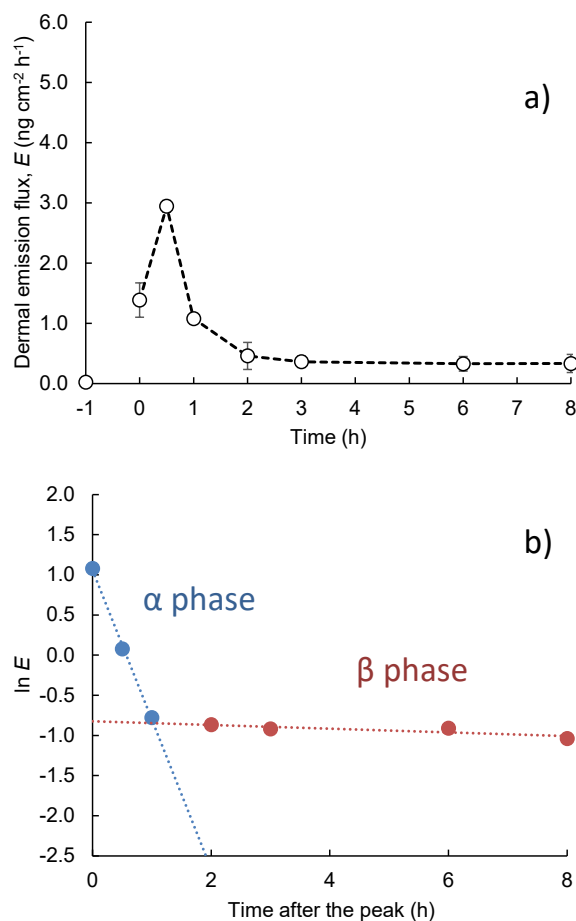 6.0
5.0
4.0
3.0
2.0
1.0
0.0
Dermal emission flux, E (ng cm⁻² h⁻¹)
a)
-1 0 1 2 3 4 5 6 7 8
Time (h)
2.0
1.5
1.0
0.5
0.0
-0.5
-1.0
-1.5
-2.0
-2.5
ln E
b)
α phase
β phase
0 2 4 6 8
Time after the peak (h)